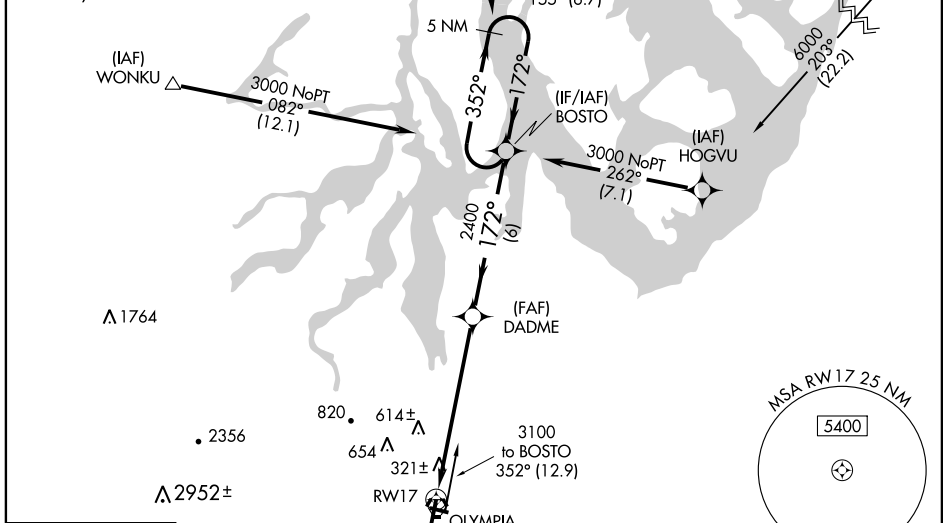 5 NM
352°
172°
(IAF)
WONKU
3000 NoPT
082°
(12.1)
(IF/IAF)
BOSTO
6000
203°
(22.2)
(IAF)
HOGVU
3000 NoPT
262°
(7.1)
2400
172°
(6)
(FAF)
DADME
1764
MSA RW17 25 NM
5400
820
614±
2356
654
321±
3100
to BOSTO
352° (12.9)
2952±
RW17
OLYMPIA